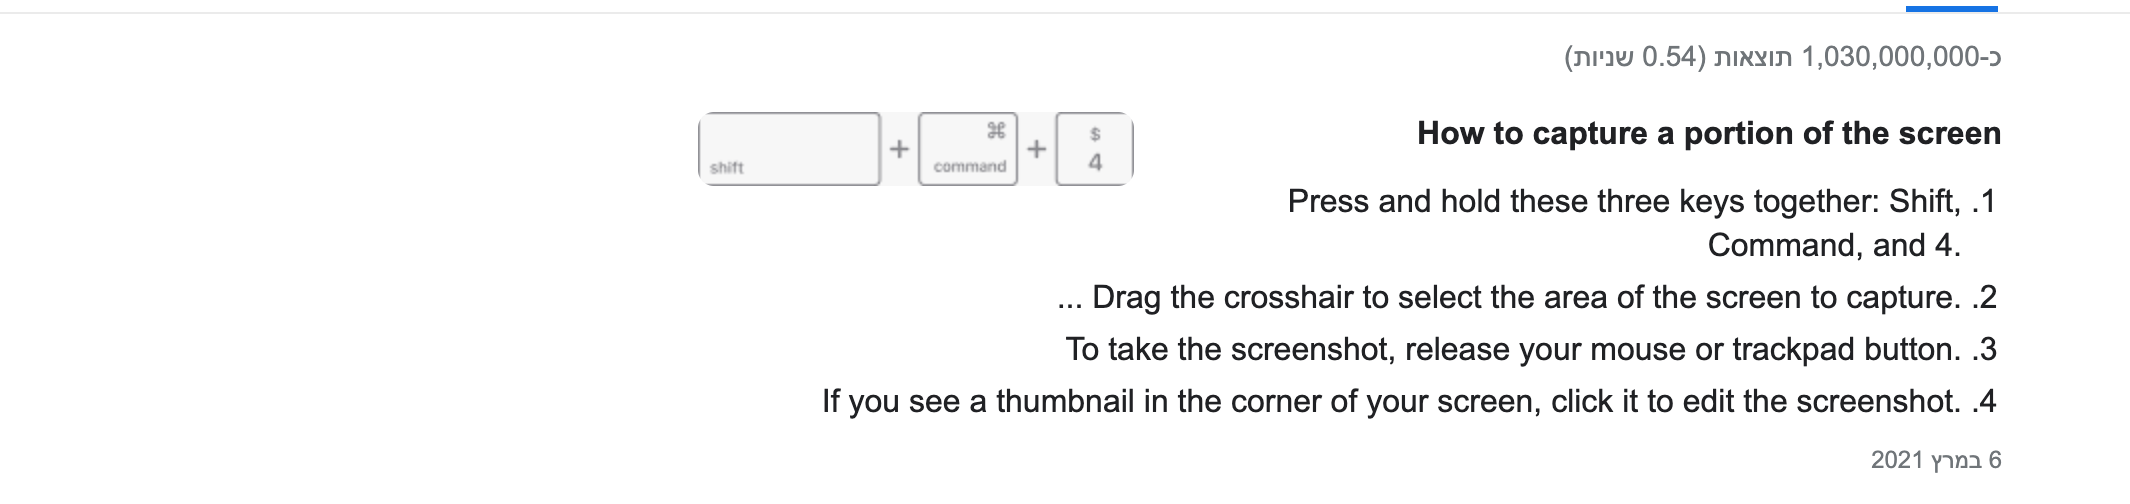 כ-1,030,000,000 תוצאות (0.54 שניות)
How to capture a portion of the screen
shift + ⌘ command + $ 4
1. Press and hold these three keys together: Shift,
Command, and 4.
2. Drag the crosshair to select the area of the screen to capture. ...
3. To take the screenshot, release your mouse or trackpad button.
4. If you see a thumbnail in the corner of your screen, click it to edit the screenshot.
6 במרץ 2021